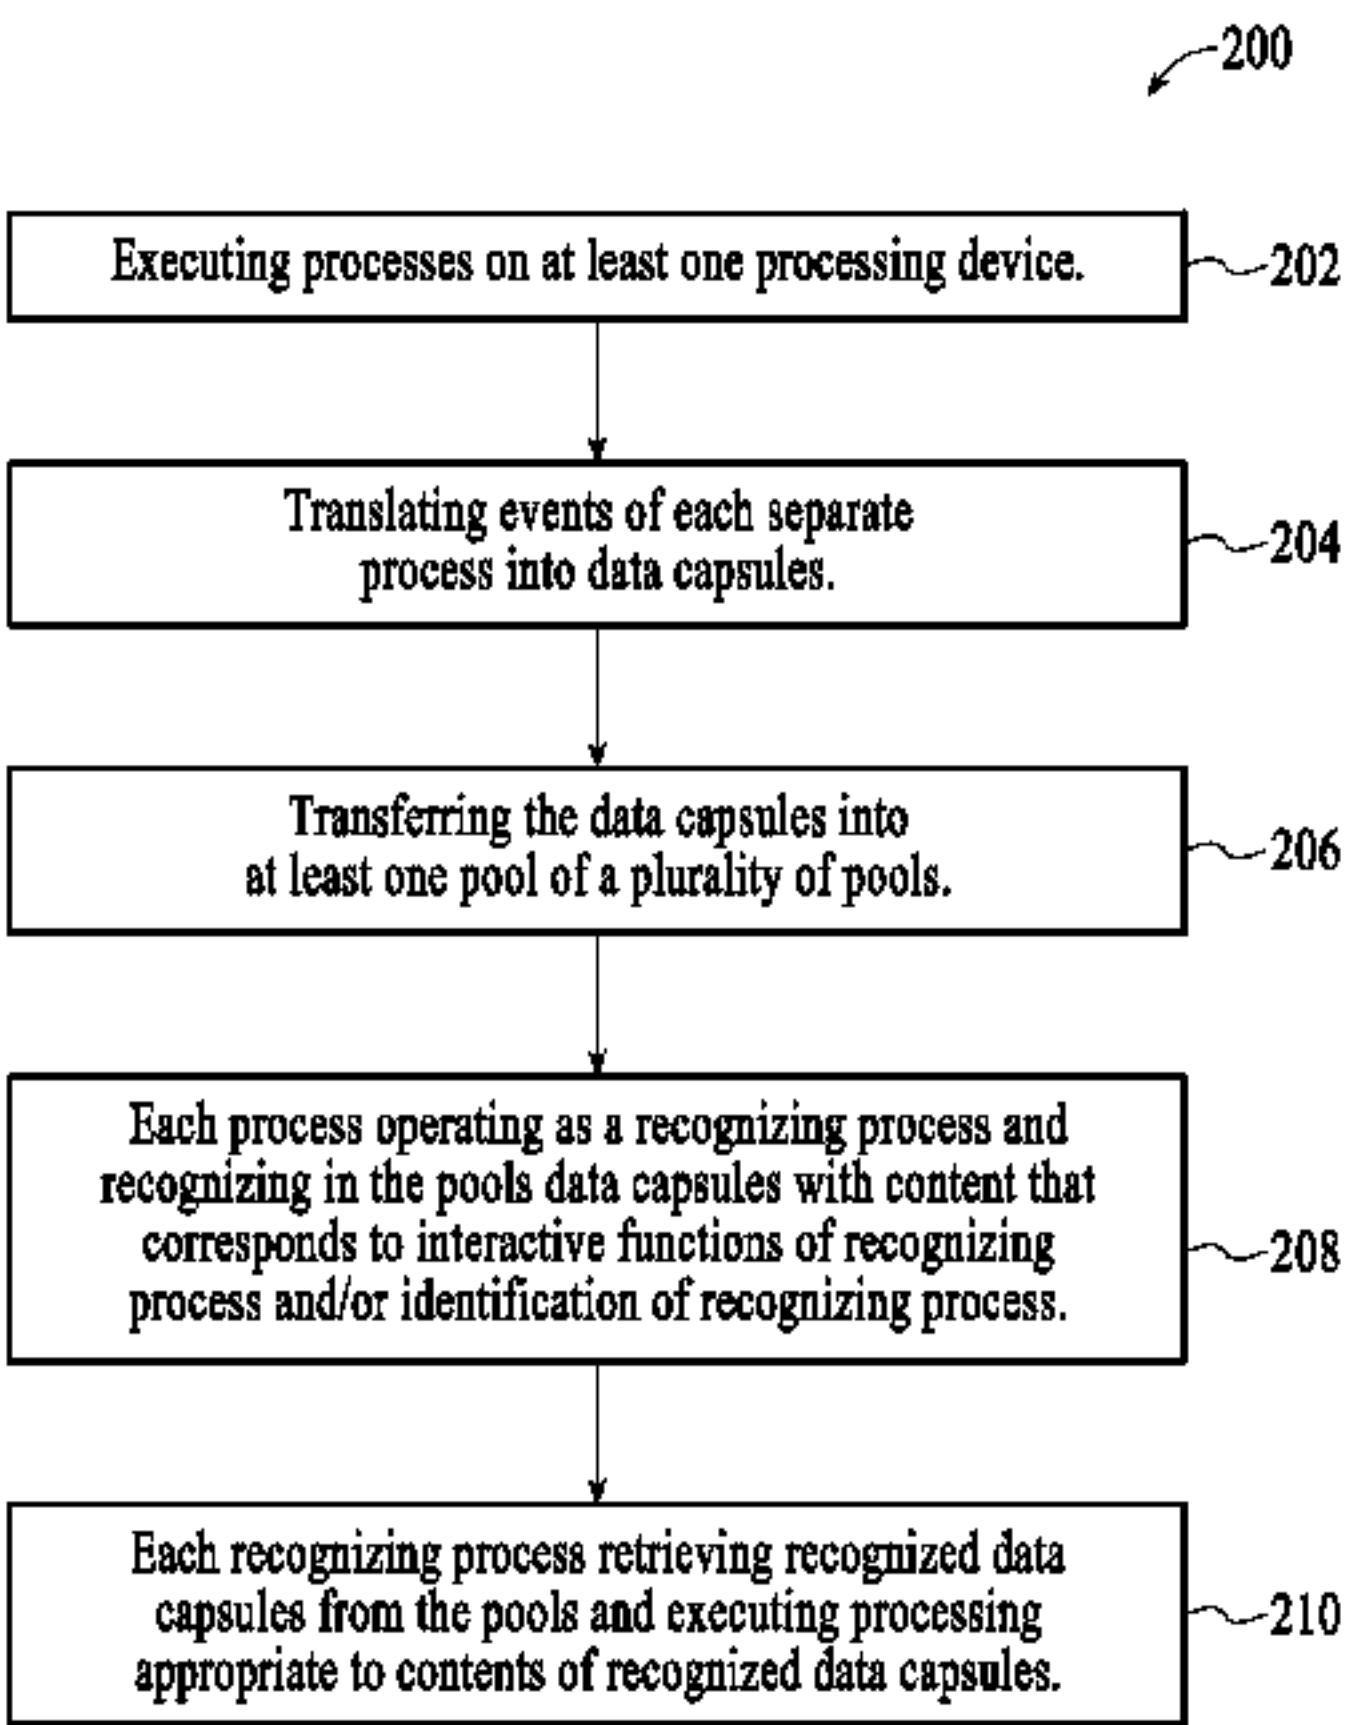 200
Executing processes on at least one processing device.
202
Translating events of each separate
process into data capsules.
204
Transferring the data capsules into
at least one pool of a plurality of pools.
206
Each process operating as a recognizing process and
recognizing in the pools data capsules with content that
corresponds to interactive functions of recognizing
process and/or identification of recognizing process.
208
Each recognizing process retrieving recognized data
capsules from the pools and executing processing
appropriate to contents of recognized data capsules.
210